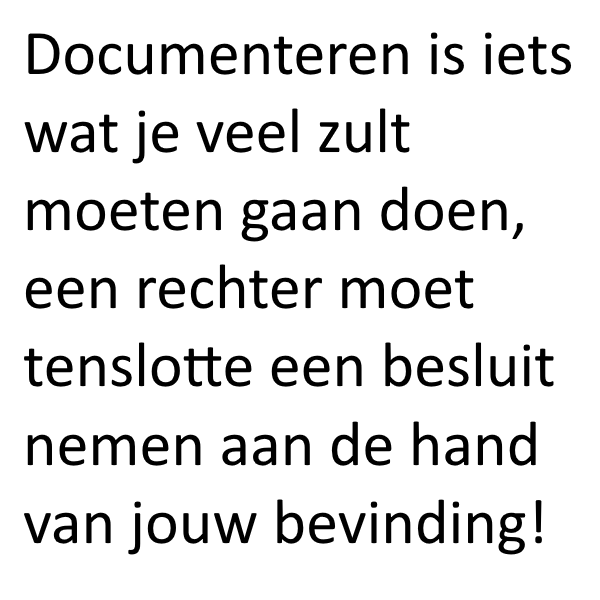 Documenteren is iets
wat je veel zult
moeten gaan doen,
een rechter moet
tenslotte een besluit
nemen aan de hand
van jouw bevinding!